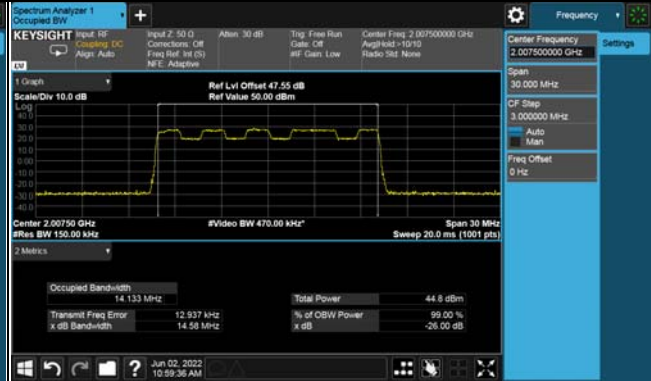 Spectrum Analyzer 1
Occupied BW
Frequency
KEYSIGHT
Input: RF
Coupling: DC
Align: Auto
Input Z: 50 Ω
Corrections: Off
Freq Ref: Int (S)
NFE: Adaptive
Atten: 30 dB
Trig: Free Run
Gate: Off
#IF Gain: Low
Center Freq: 2.007500000 GHz
Avg|Hold:>10/10
Radio Std: None
LXI
Center Frequency
2.007500000 GHz
Settings
Span
30.000 MHz
CF Step
3.000000 MHz
Auto
Man
Freq Offset
0 Hz
1 Graph
Scale/Div 10.0 dB
Ref Lvl Offset 47.55 dB
Ref Value 50.00 dBm
Log
40.0
30.0
20.0
10.0
0.00
-10.0
-20.0
-30.0
-40.0
Center 2.00750 GHz
#Res BW 150.00 kHz
#Video BW 470.00 kHz*
Span 30 MHz
Sweep 20.0 ms (1001 pts)
2 Metrics
Occupied Bandwidth
14.133 MHz
Total Power 44.8 dBm
Transmit Freq Error 12.937 kHz
% of OBW Power 99.00 %
x dB Bandwidth 14.58 MHz
x dB -26.00 dB
Jun 02, 2022
10:59:36 AM